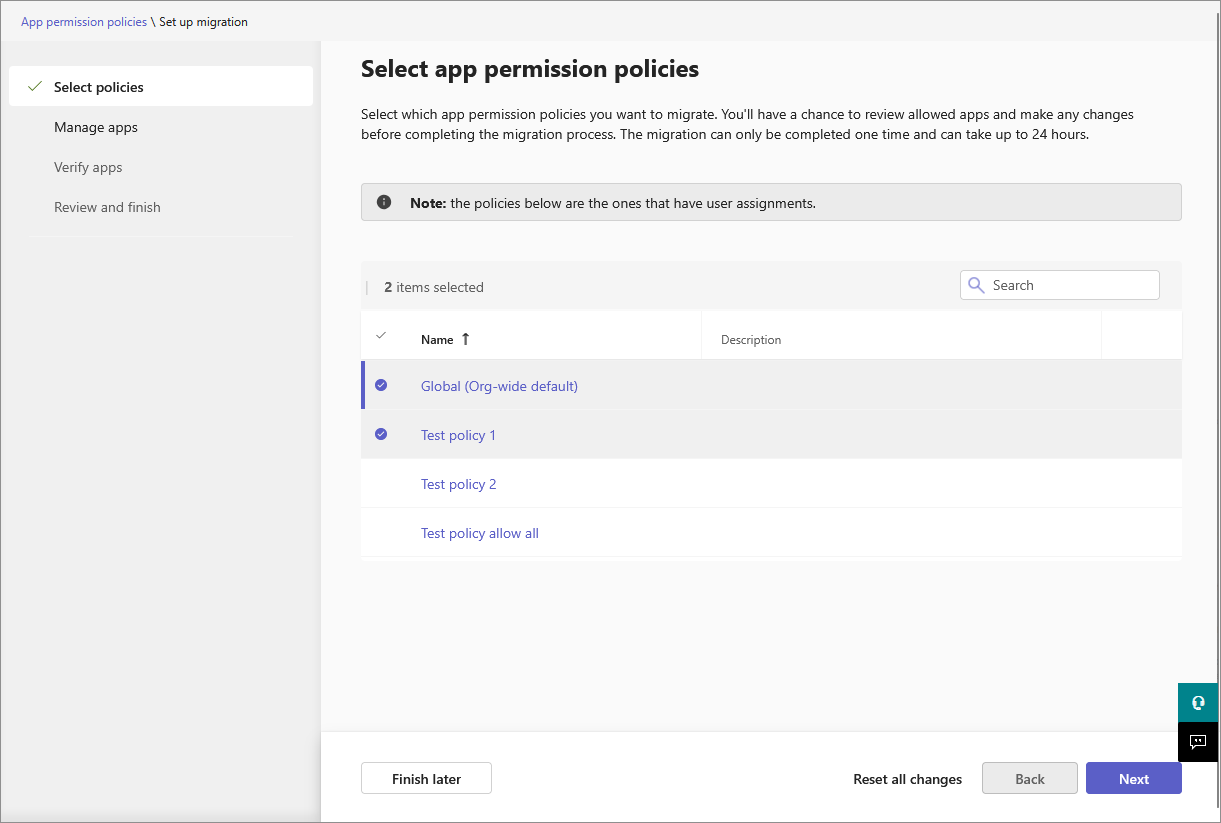 App permission policies \ Set up migration
Select policies
Manage apps
Verify apps
Review and finish
Select app permission policies
Select which app permission policies you want to migrate. You'll have a chance to review allowed apps and make any changes
before completing the migration process. The migration can only be completed one time and can take up to 24 hours.
Note: the policies below are the ones that have user assignments.
2 items selected
Search
Name ↑ Description
Global (Org-wide default)
Test policy 1
Test policy 2
Test policy allow all
Finish later
Reset all changes
Back
Next